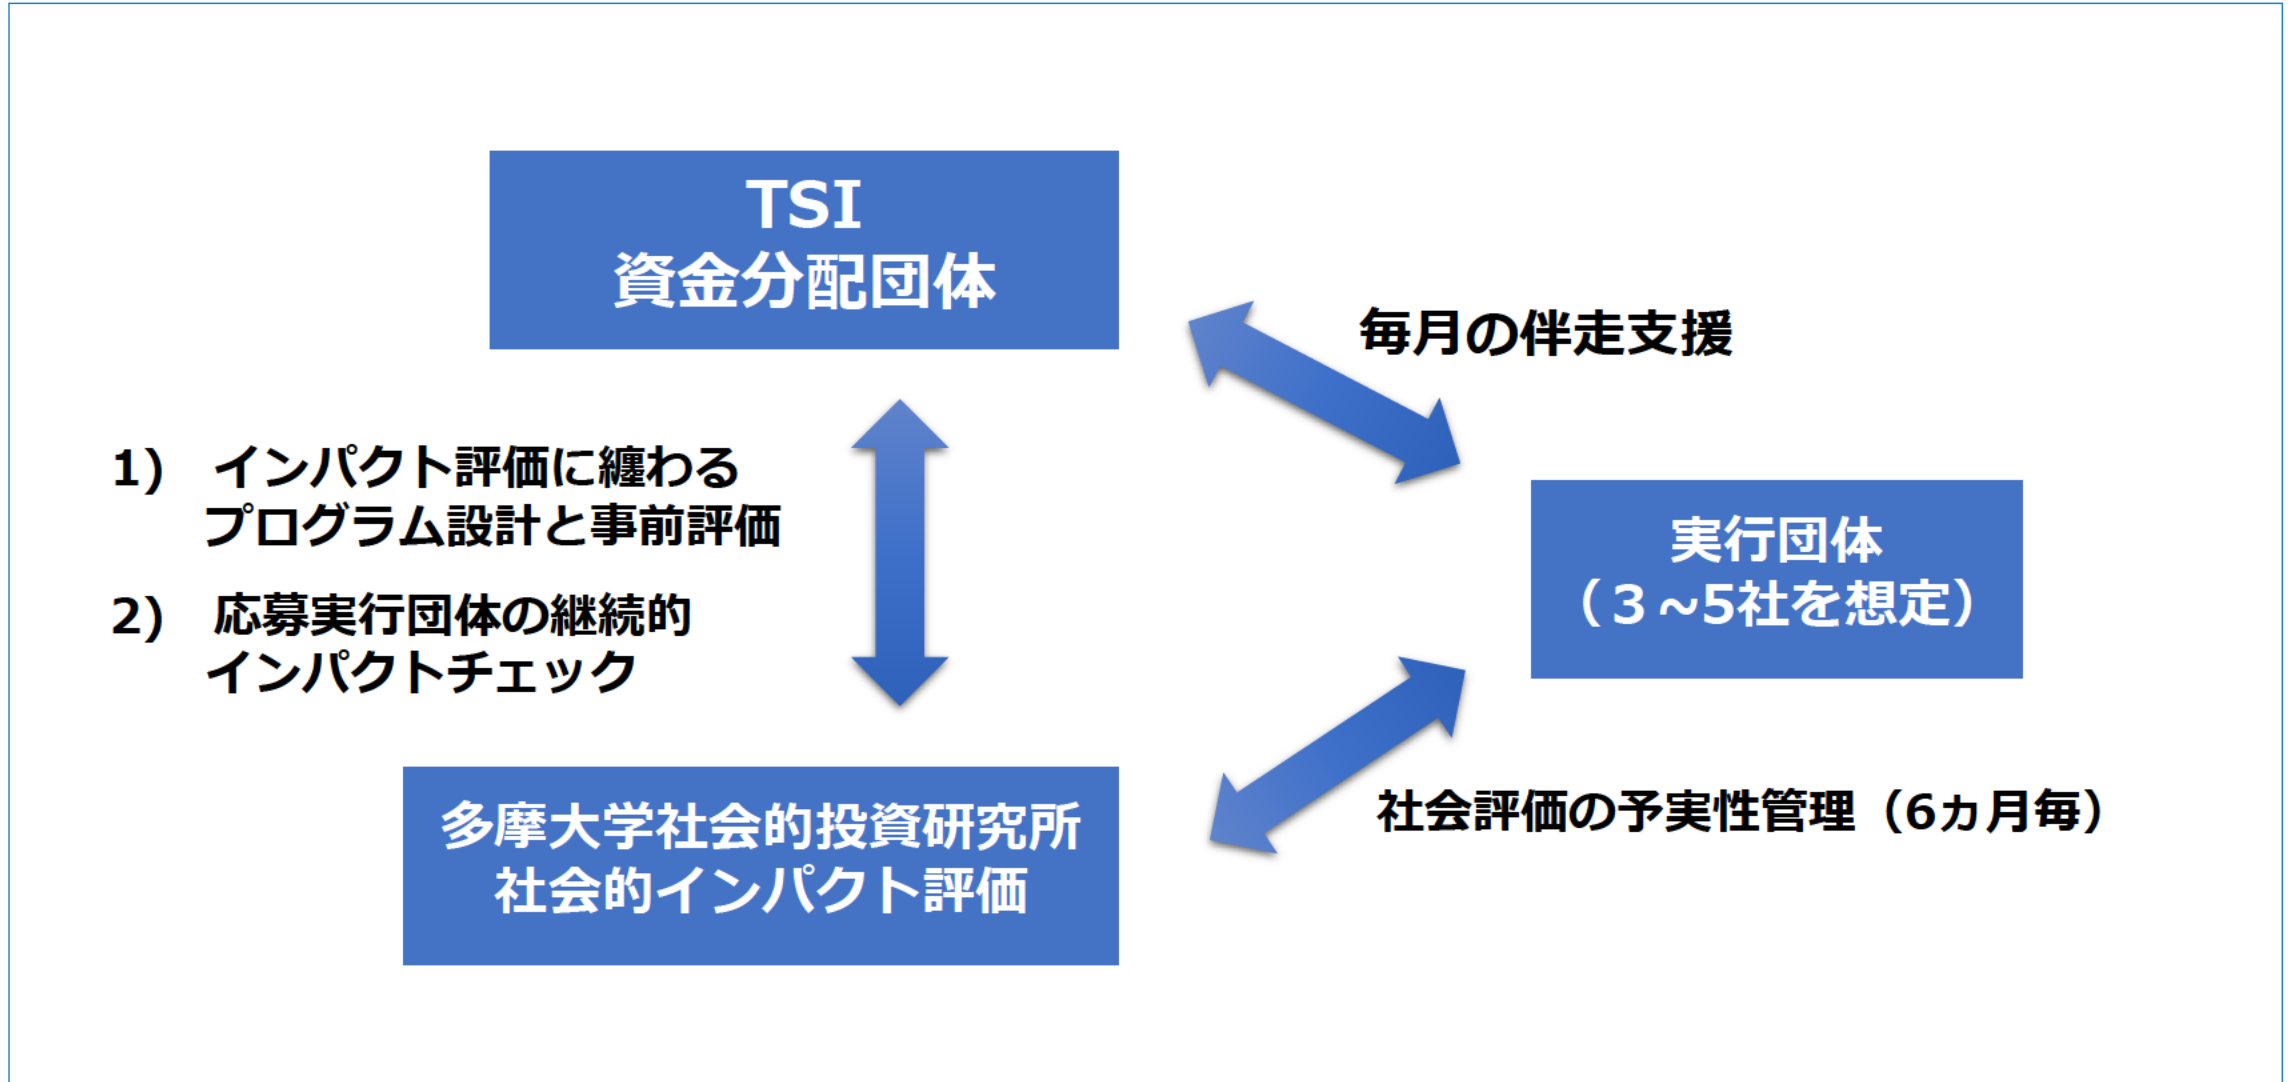 TSI
資金分配団体
毎月の伴走支援
1) インパクト評価に纏わる
プログラム設計と事前評価
2) 応募実行団体の継続的
インパクトチェック
実行団体
（３~5社を想定）
多摩大学社会的投資研究所
社会的インパクト評価
社会評価の予実性管理（6ヵ月毎）